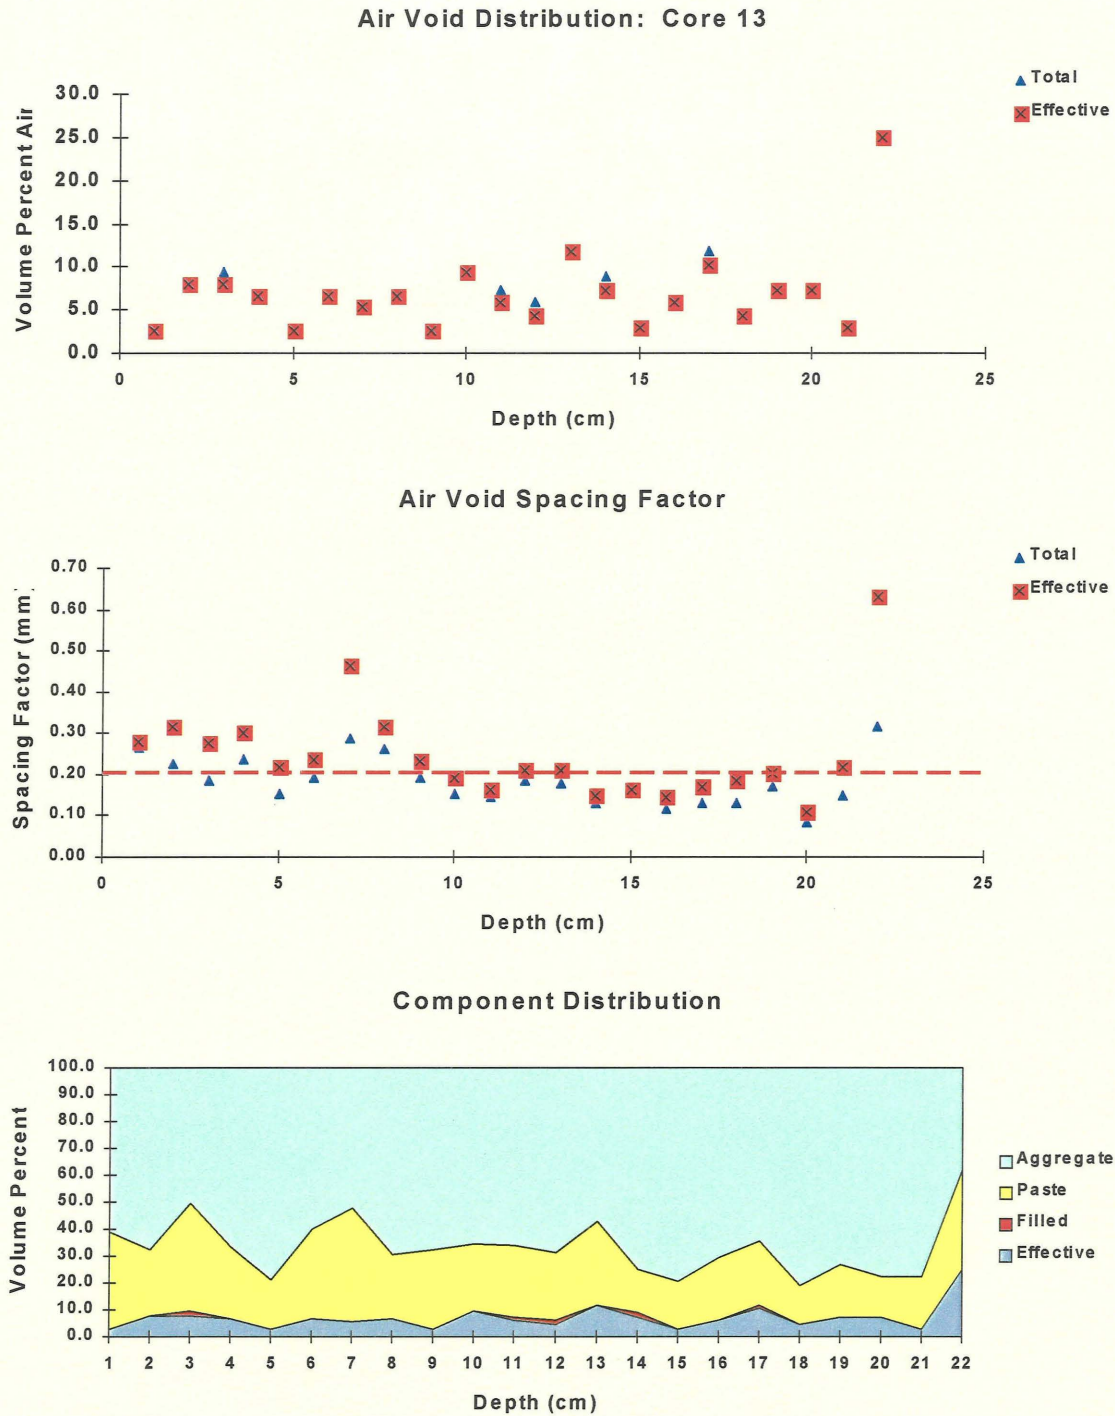 Air Void Distribution: Core 13
Total
Effective
Volume Percent Air
30.0
25.0
20.0
15.0
10.0
5.0
0.0
0 5 10 15 20 25
Depth (cm)
Air Void Spacing Factor
Total
Effective
Spacing Factor (mm)
0.70
0.60
0.50
0.40
0.30
0.20
0.10
0.00
0 5 10 15 20 25
Depth (cm)
Component Distribution
Volume Percent
100.0
90.0
80.0
70.0
60.0
50.0
40.0
30.0
20.0
10.0
0.0
Aggregate
Paste
Filled
Effective
1 2 3 4 5 6 7 8 9 10 11 12 13 14 15 16 17 18 19 20 21 22
Depth (cm)